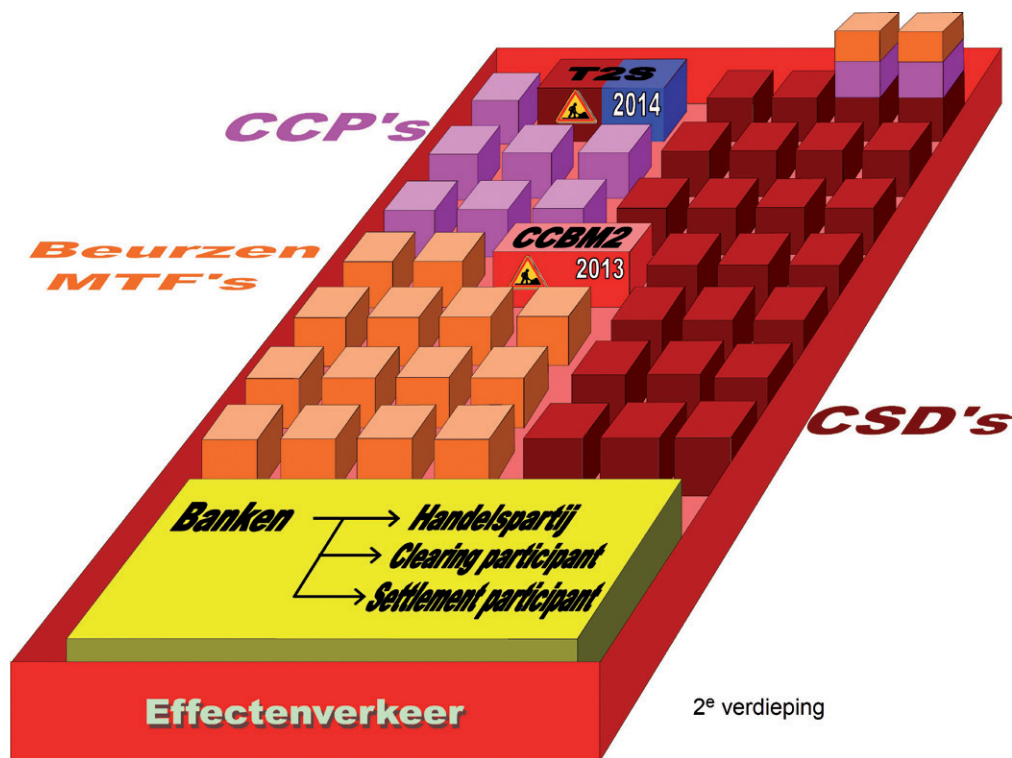 T2S
2014
CCP's
CCBM2
2013
Beurzen
MTF's
CSD's
Banken
Handelspartij
Clearing participant
Settlement participant
Effectenverkeer
2e verdieping